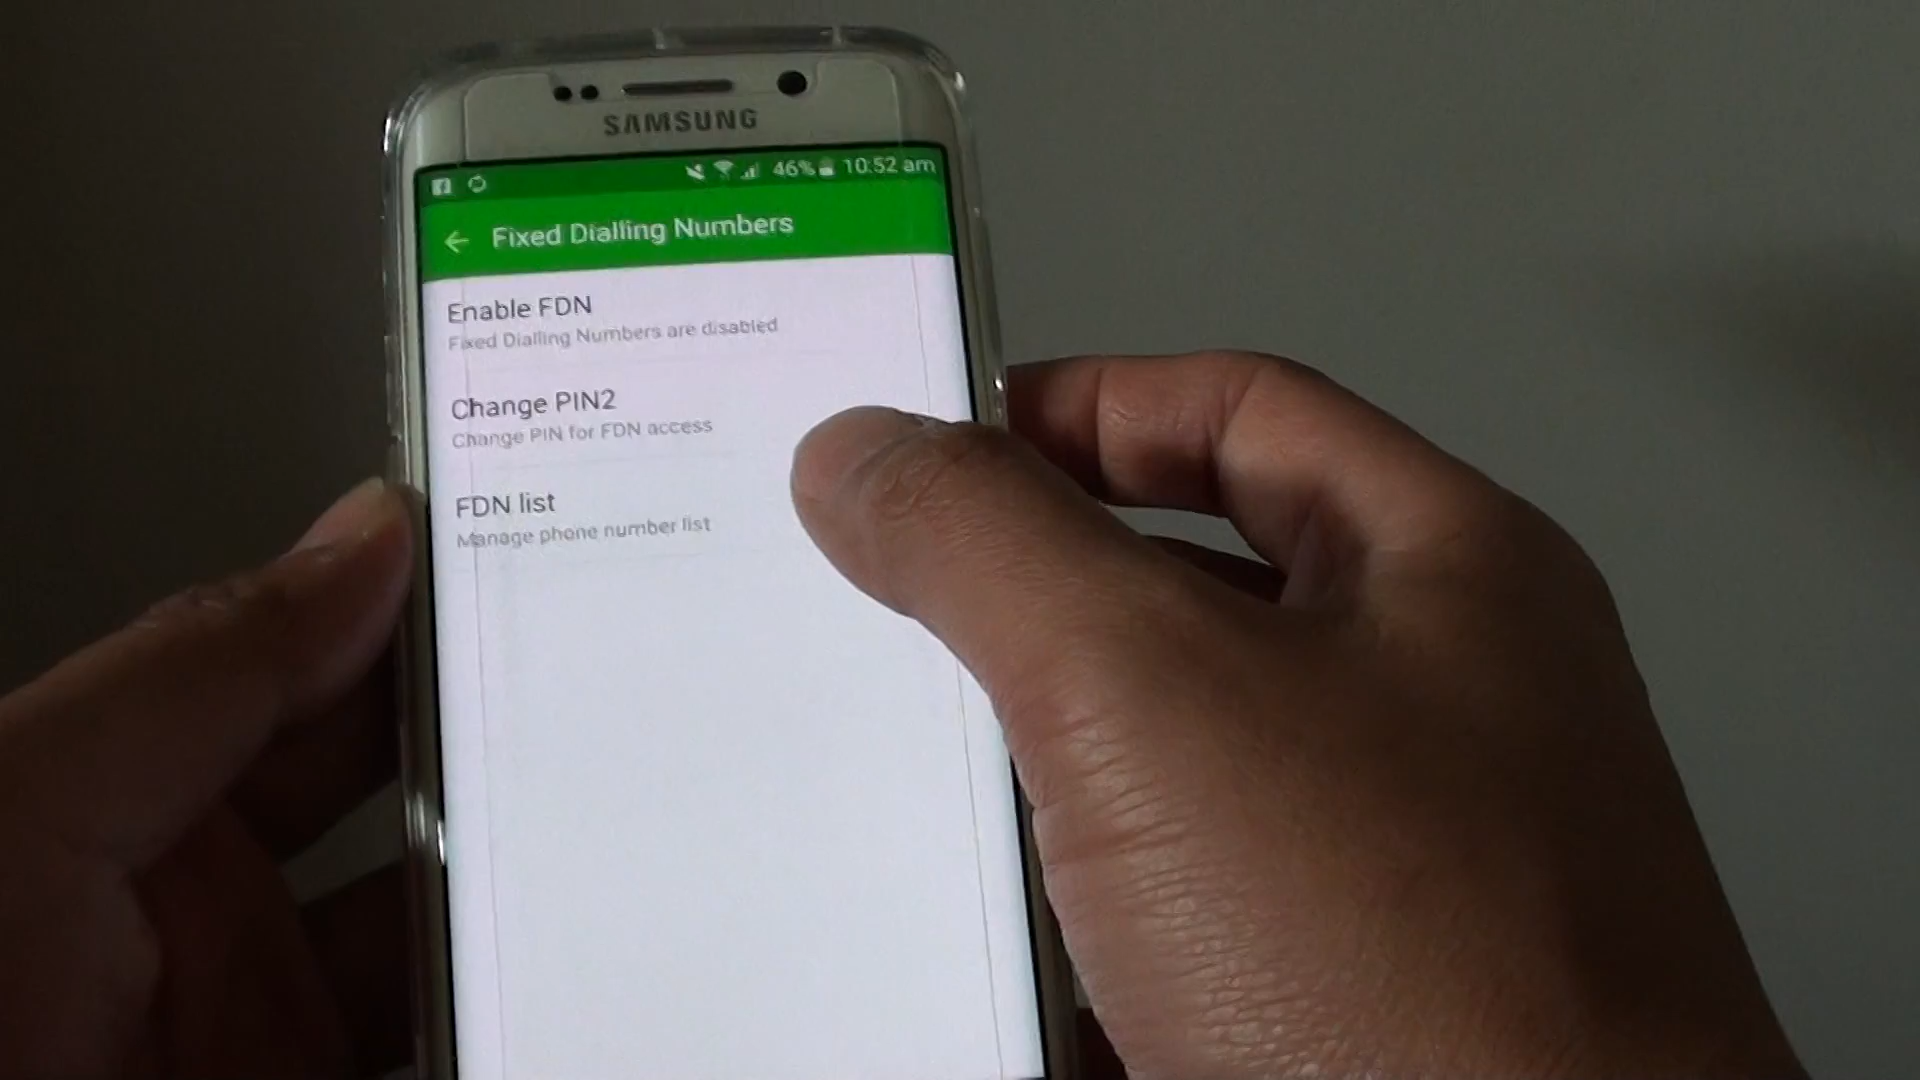 SAMSUNG
46% 10:52 am
Fixed Dialling Numbers
Enable FDN
Fixed Dialling Numbers are disabled
Change PIN2
Change PIN for FDN access
FDN list
Manage phone number list